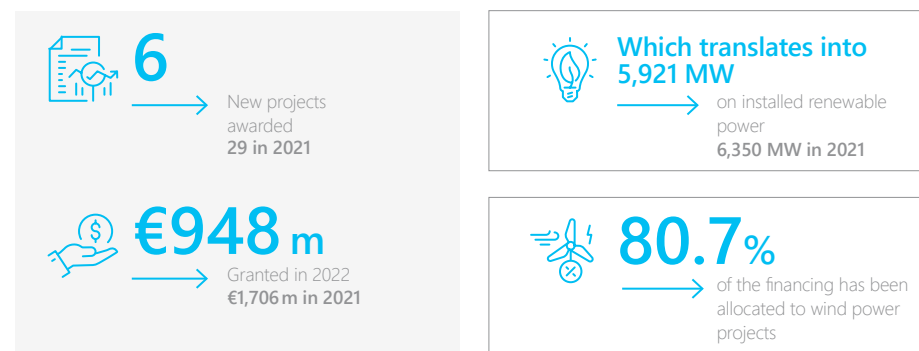 6
New projects
awarded
29 in 2021
€948 m
Granted in 2022
€1,706 m in 2021
Which translates into
5,921 MW
on installed renewable
power
6,350 MW in 2021
80.7%
of the financing has been
allocated to wind power
projects